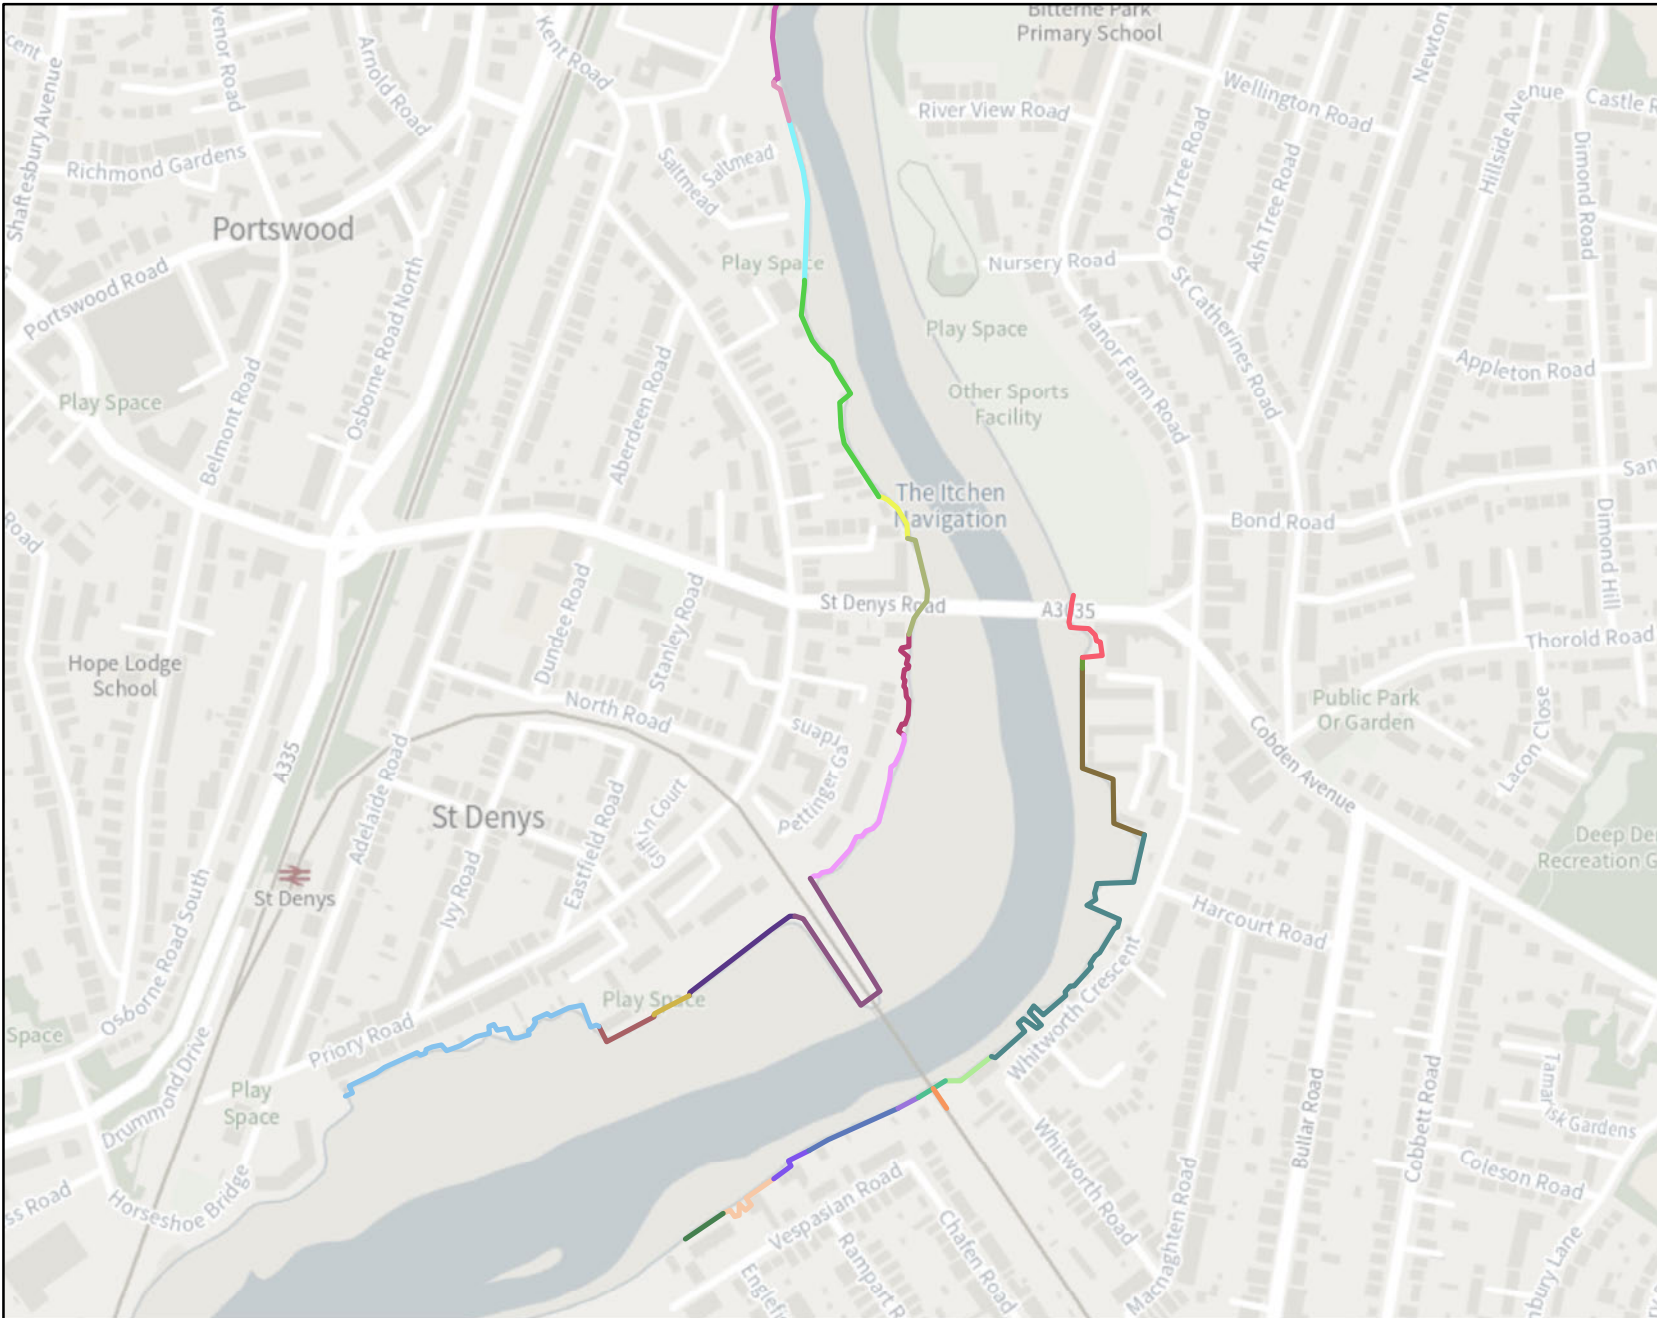 Bitterne Park
Primary School
Kent Road
Newton
Arnold Road
Wellington Road
Hillside Avenue
Castle R
River View Road
Shaftesbury Avenue
Richmond Gardens
Saltmead
Saltmead
Oak Tree Road
Ash Tree Road
Dimond Road
Portswood
Play Space
Nursery Road
Portswood Road
Osborne Road North
St Catherines Road
Manor Farm Road
Play Space
Appleton Road
Aberdeen Road
Belmont Road
Play Space
Other Sports
Facility
The Itchen
Navigation
Bond Road
San
Road
Dimond Hill
Dundee Road
Stanley Road
St Denys Road
A3035
Thorold Road
Hope Lodge
School
North Road
Public Park
Or Garden
Lacon Close
Cobden Avenue
A335
Adelaide Road
Pettinger Gardens
St Denys
Eastfield Road
Griffin Court
Deep De
Recreation G
Ivy Road
St Denys
Osborne Road South
Harcourt Road
Play Space
Whitworth Crescent
Space
Priory Road
Drummond Drive
Play
Space
Bullar Road
Cobbett Road
Tamarisk Gardens
Whitworth Road
Coleson Road
Horseshoe Bridge
ss Road
Vespasian Road
Chafen Road
Macnaghten Road
Rampart R
Englef
nbury Lane